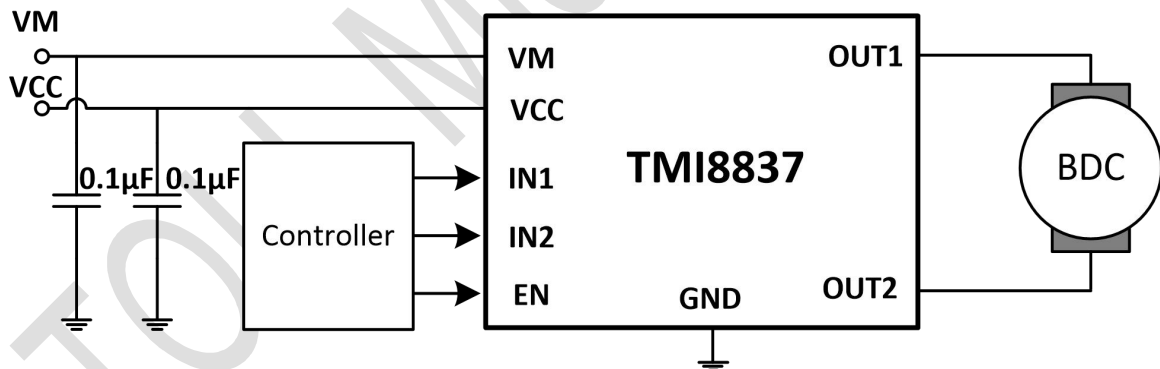 VM
VCC
0.1µF 0.1µF
Controller
VM
VCC
IN1
IN2
EN
TMI8837
GND
OUT1
OUT2
BDC